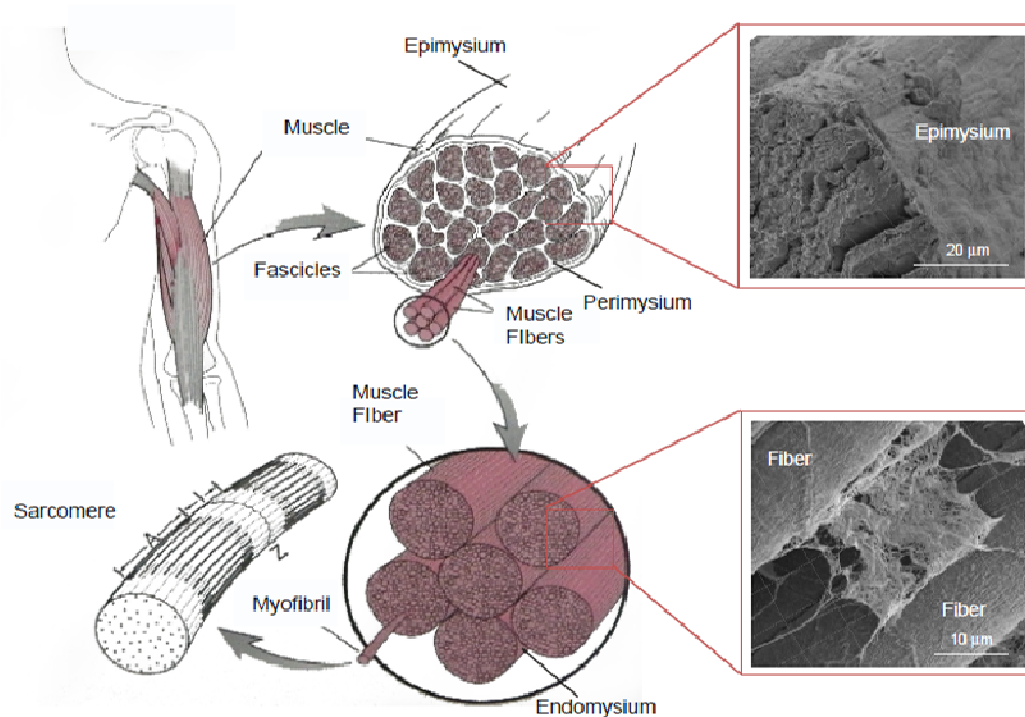 Epimysium
Muscle
Epimysium
20 μm
Fascicles
Perimysium
Muscle
FIbers
Muscle
FIber
Fiber
Sarcomere
Myofibril
Fiber
10 μm
Endomysium